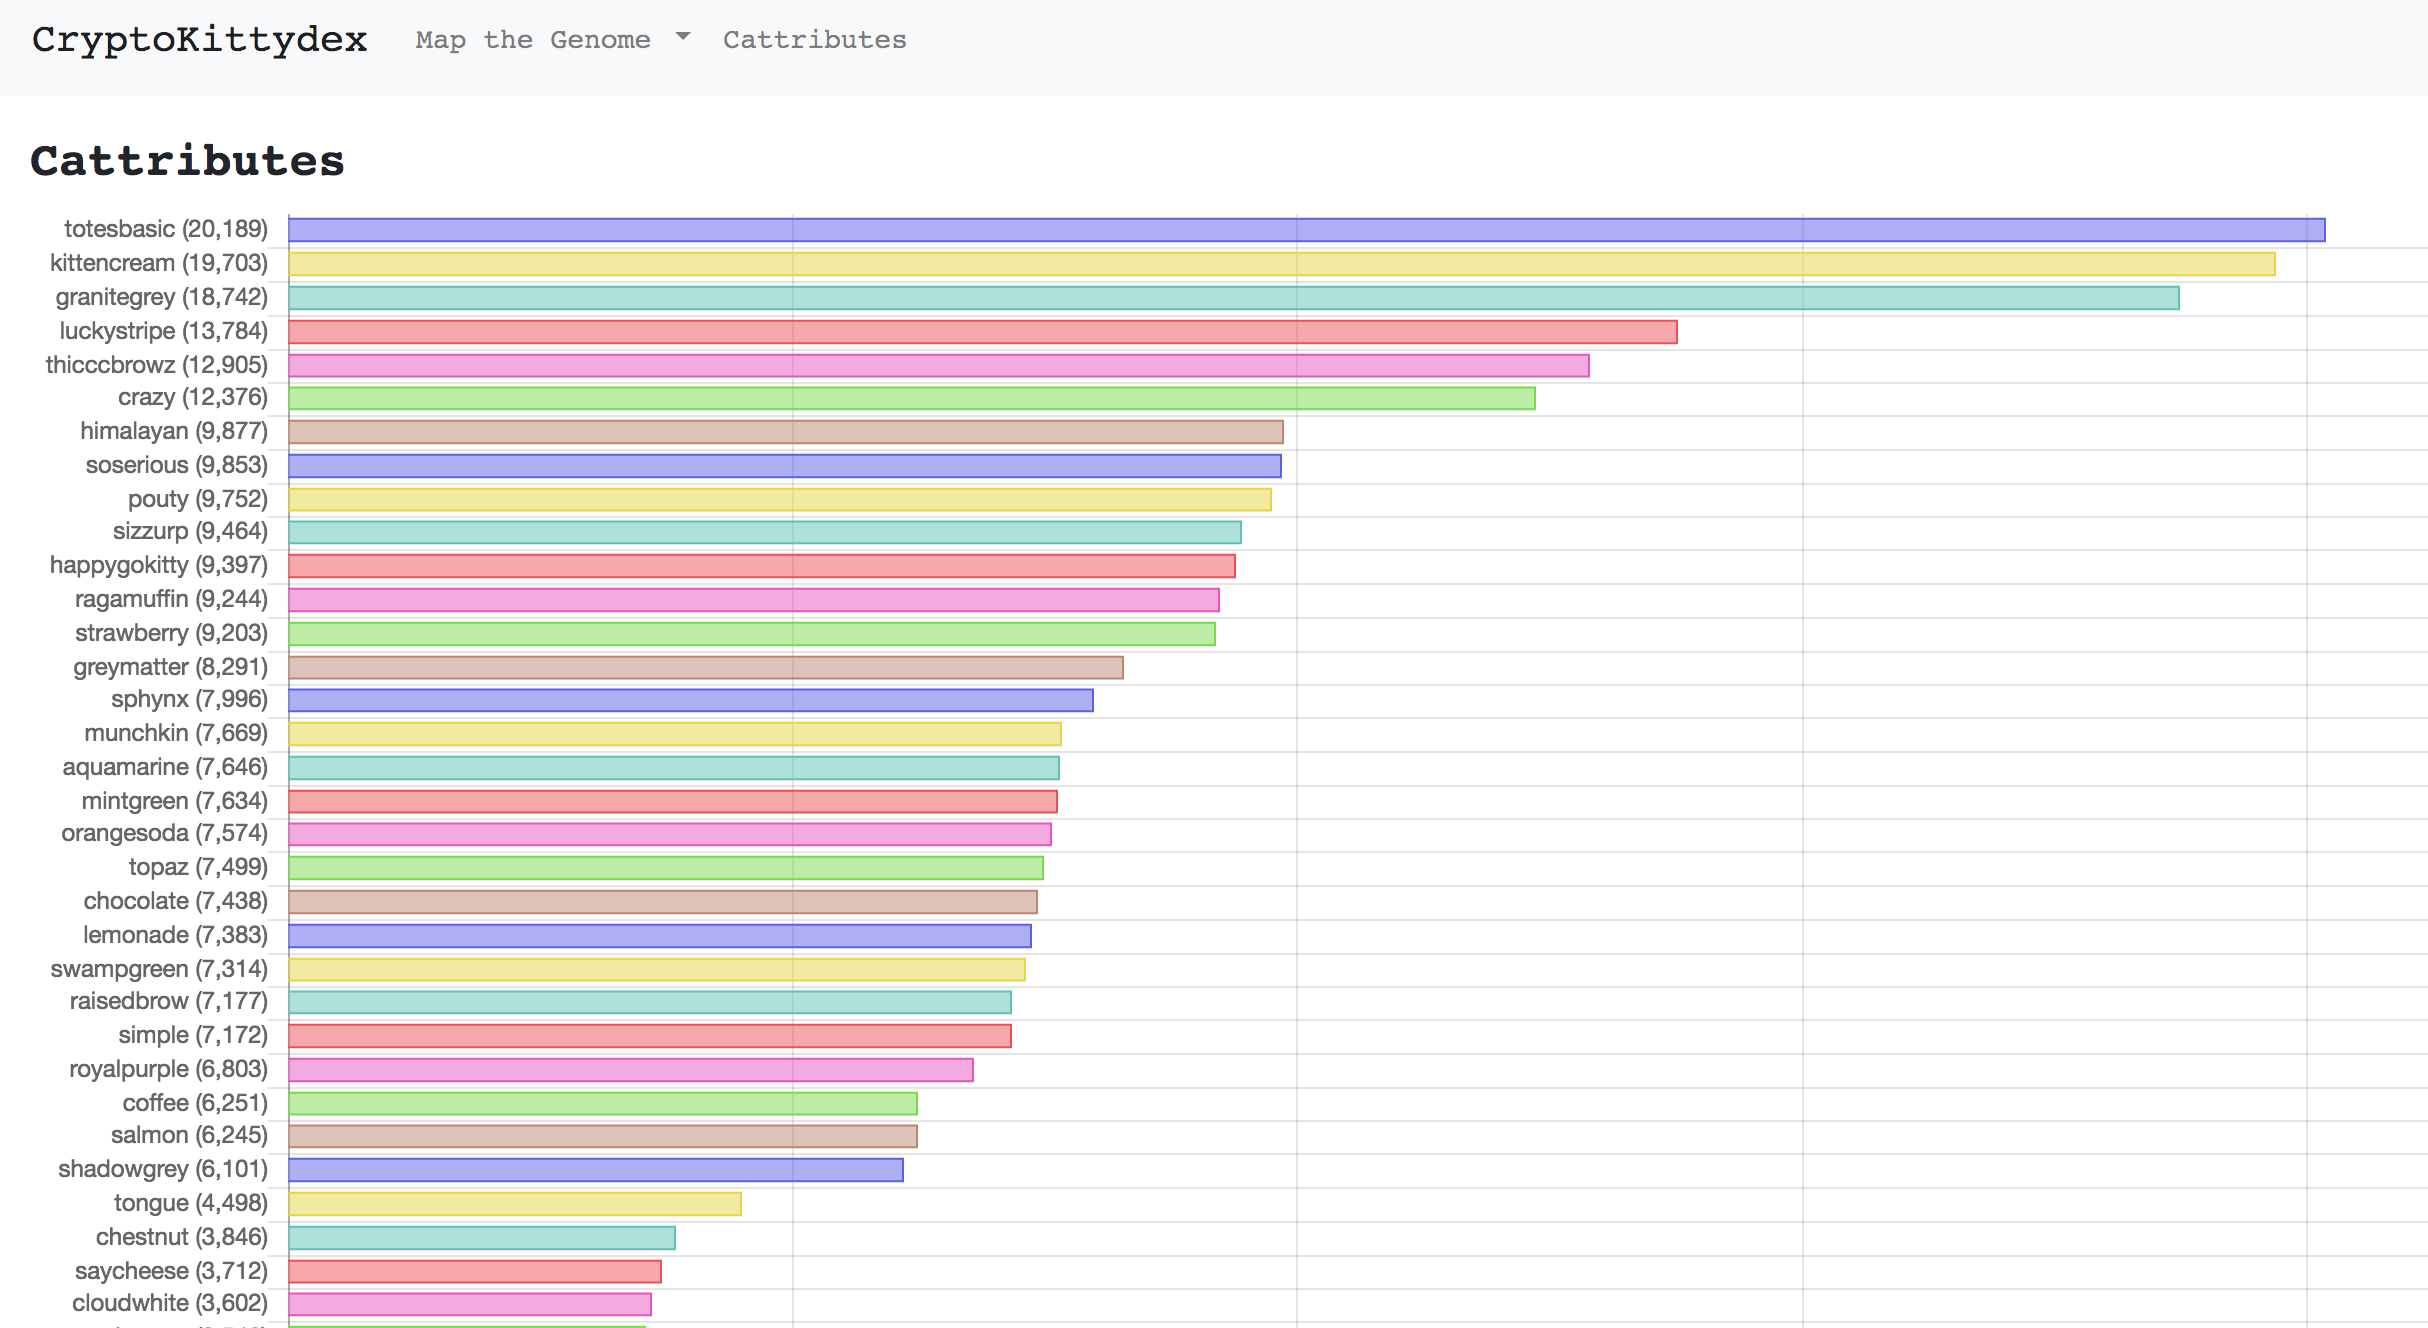 CryptoKittydex Map the Genome Cattributes
Cattributes
totesbasic (20,189)
kittencream (19,703)
granitegrey (18,742)
luckystripe (13,784)
thicccbrowz (12,905)
crazy (12,376)
himalayan (9,877)
soserious (9,853)
pouty (9,752)
sizzurp (9,464)
happygokitty (9,397)
ragamuffin (9,244)
strawberry (9,203)
greymatter (8,291)
sphynx (7,996)
munchkin (7,669)
aquamarine (7,646)
mintgreen (7,634)
orangesoda (7,574)
topaz (7,499)
chocolate (7,438)
lemonade (7,383)
swampgreen (7,314)
raisedbrow (7,177)
simple (7,172)
royalpurple (6,803)
coffee (6,251)
salmon (6,245)
shadowgrey (6,101)
tongue (4,498)
chestnut (3,846)
saycheese (3,712)
cloudwhite (3,602)